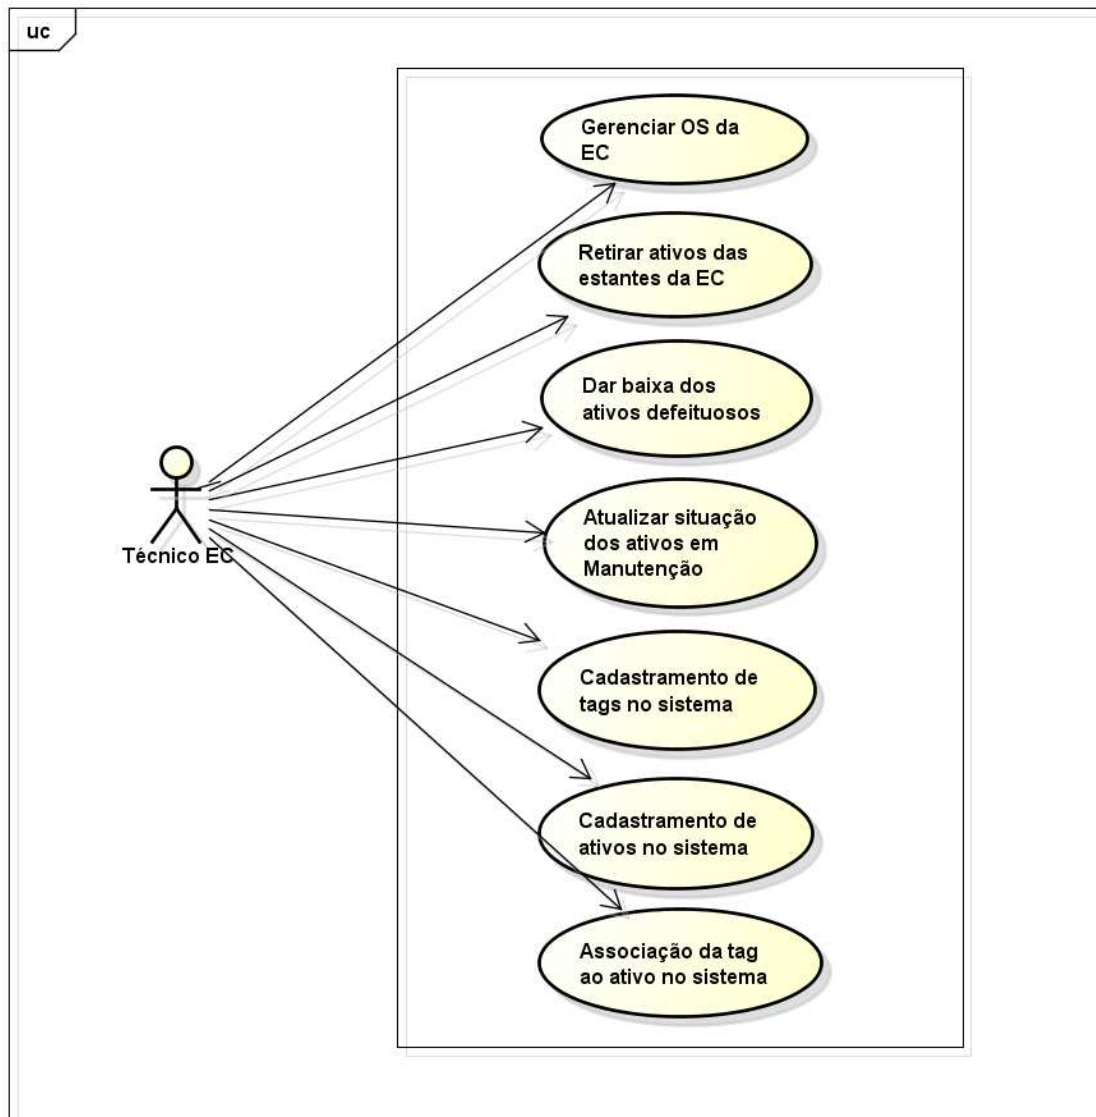 uc
Gerenciar OS da
EC
Retirar ativos das
estantes da EC
Dar baixa dos
ativos defeituosos
Atualizar situação
dos ativos em
Manutenção
Técnico EC
Cadastramento de
tags no sistema
Cadastramento de
ativos no sistema
Associação da tag
ao ativo no sistema